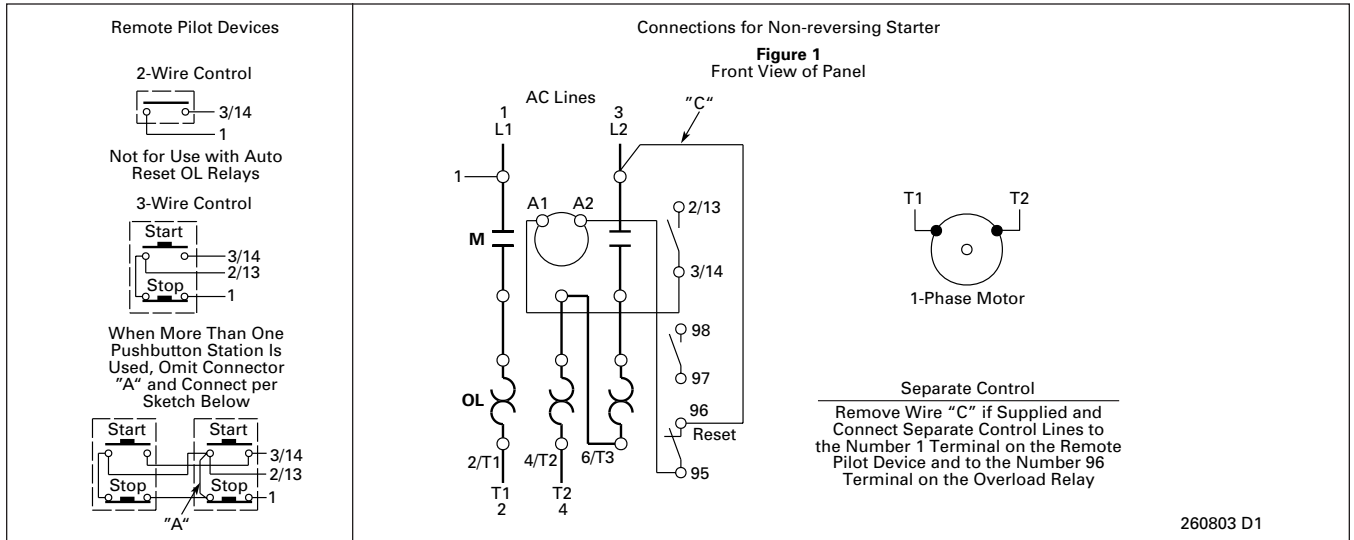 Remote Pilot Devices
2-Wire Control
3/14
1
Not for Use with Auto
Reset OL Relays
3-Wire Control
Start
3/14
2/13
Stop
1
When More Than One
Pushbutton Station Is
Used, Omit Connector
"A" and Connect per
Sketch Below
Start Start
3/14
2/13
Stop Stop
1
"A"
Connections for Non-reversing Starter
Figure 1
Front View of Panel
AC Lines
1 3
L1 L2
"C"
1
A1 A2
2/13
M
3/14
98
97
OL
96
Reset
2/T1 4/T2 6/T3
95
T1 T2
2 4
T1 T2
1-Phase Motor
Separate Control
Remove Wire “C” if Supplied and
Connect Separate Control Lines to
the Number 1 Terminal on the Remote
Pilot Device and to the Number 96
Terminal on the Overload Relay
260803 D1